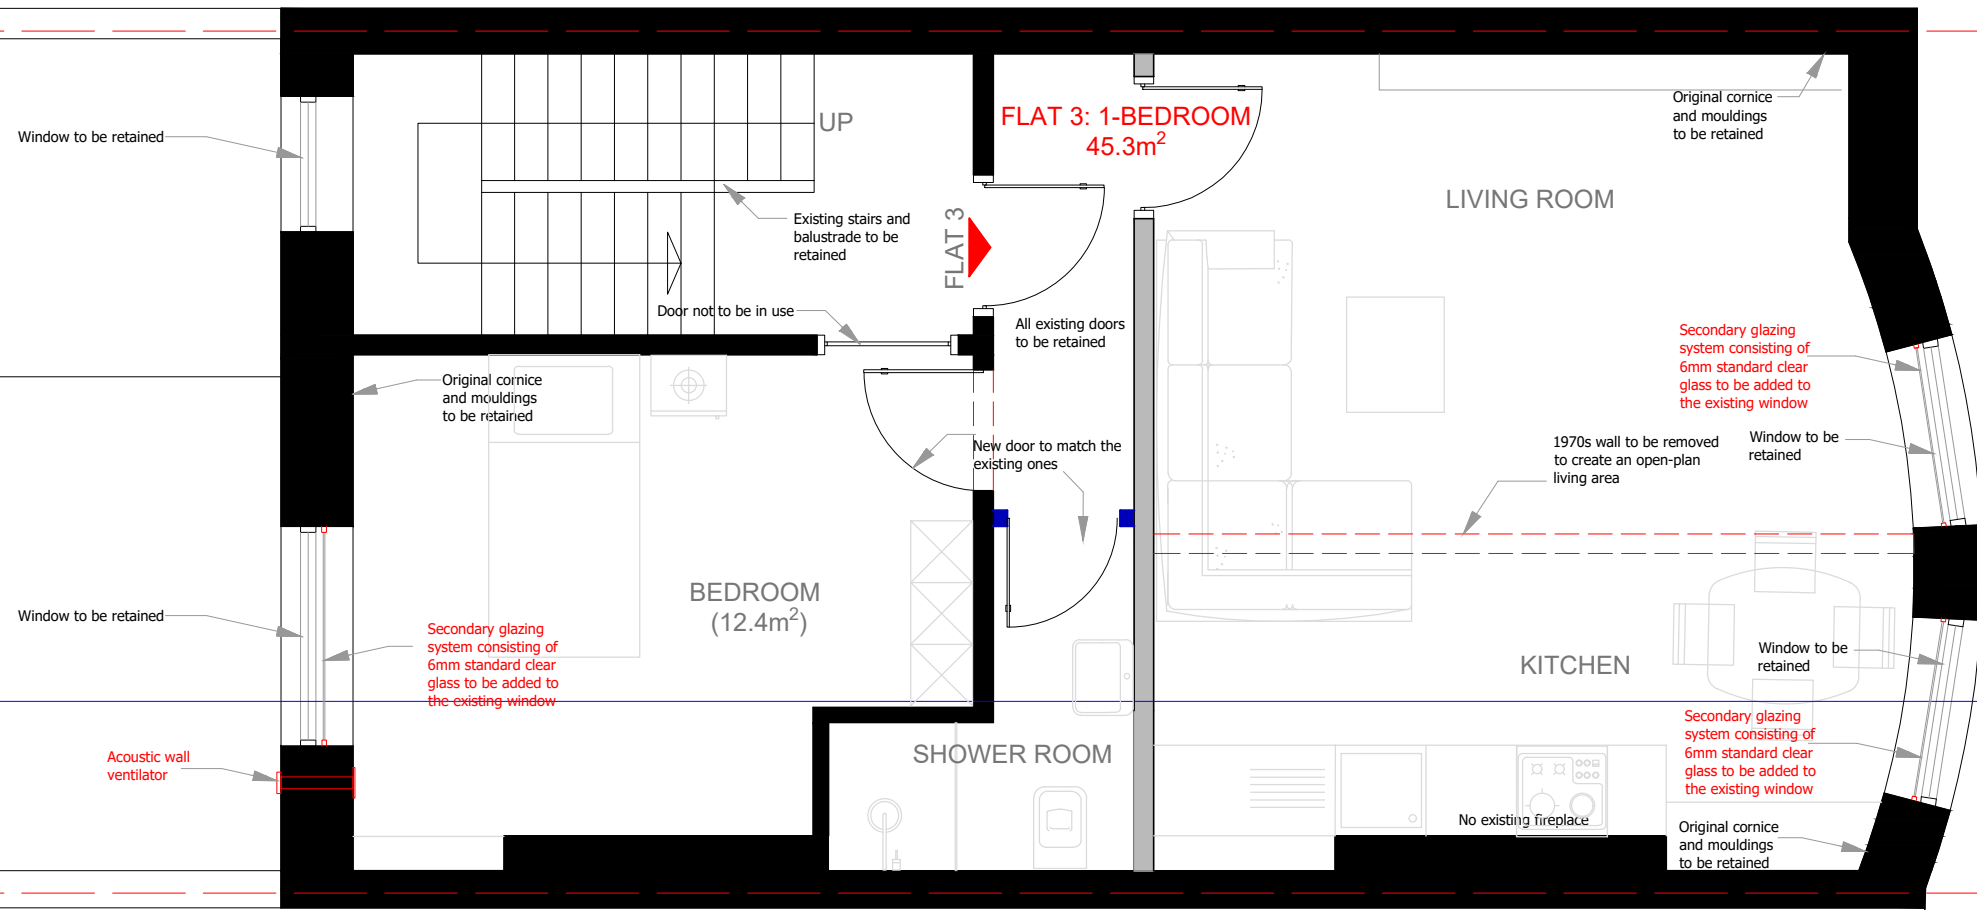 Window to be retained
UP
FLAT 3: 1-BEDROOM
45.3m²
Original cornice
and mouldings
to be retained
LIVING ROOM
Existing stairs and
balustrade to be
retained
FLAT 3
Door not to be in use
All existing doors
to be retained
Secondary glazing
system consisting of
6mm standard clear
glass to be added to
the existing window
Original cornice
and mouldings
to be retained
New door to match the
existing ones
1970s wall to be removed
to create an open-plan
living area
Window to be
retained
BEDROOM
(12.4m²)
Window to be retained
Secondary glazing
system consisting of
6mm standard clear
glass to be added to
the existing window
KITCHEN
Window to be
retained
Acoustic wall
ventilator
SHOWER ROOM
Secondary glazing
system consisting of
6mm standard clear
glass to be added to
the existing window
No existing fireplace
Original cornice
and mouldings
to be retained